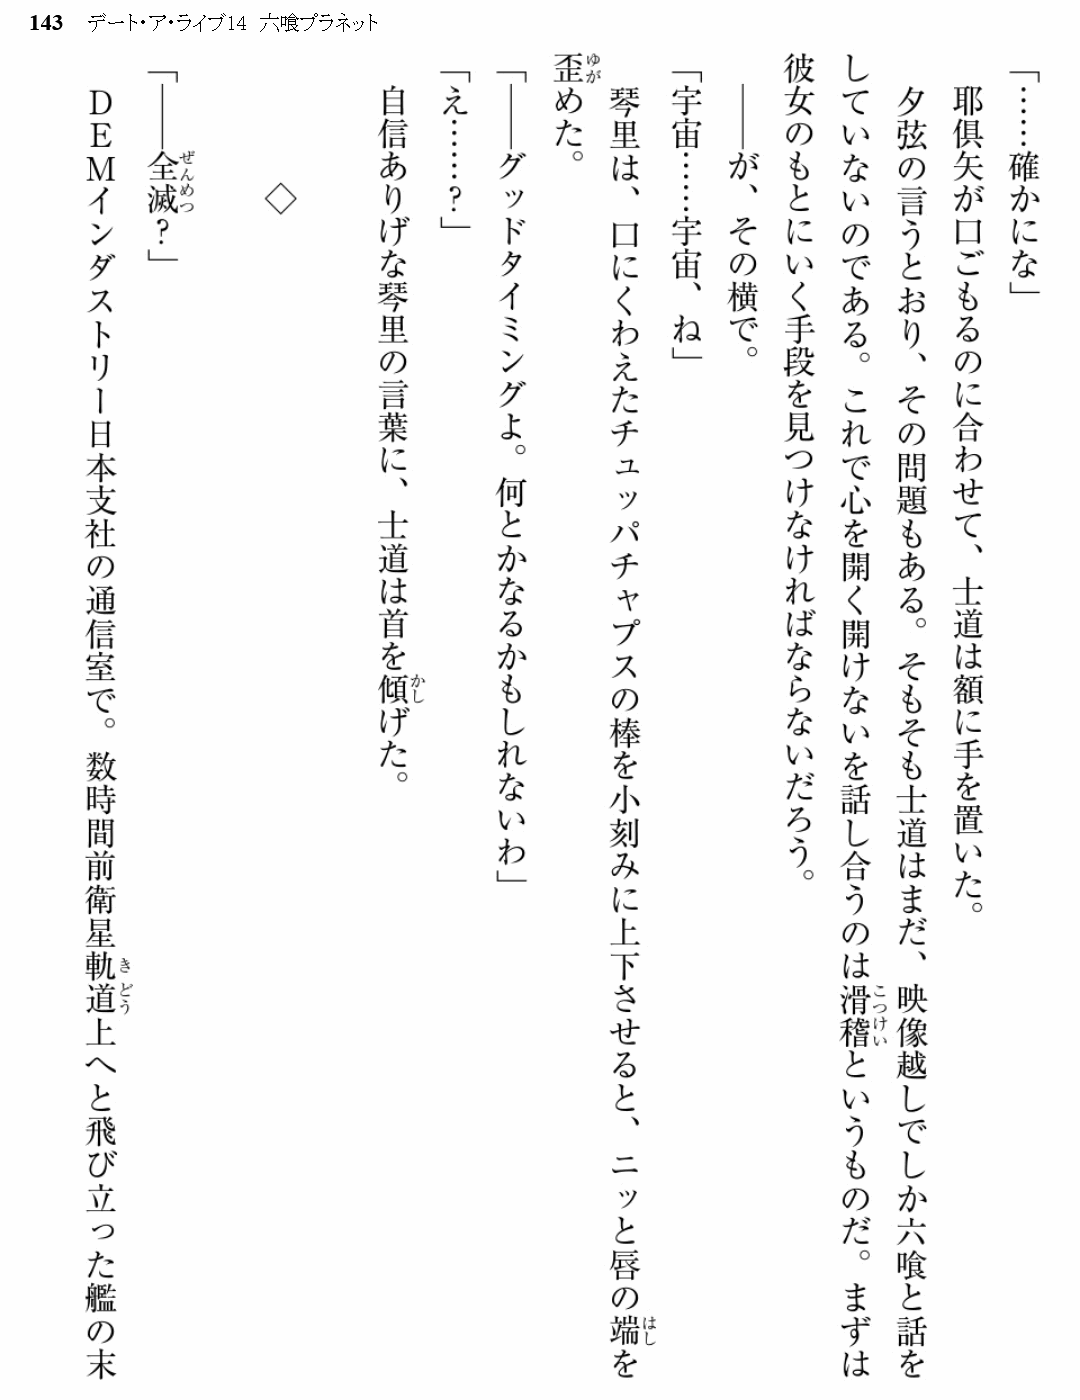 143　デート・ア・ライブ14　六喰プラネット
「……確かにな」
　耶倶矢が口ごもるのに合わせて、士道は額に手を置いた。
　夕弦の言うとおり、その問題もある。そもそも士道はまだ、映像越しでしか六喰と話を
していないのである。これで心を開く開けないを話し合うのは滑稽というものだ。まずは
彼女のもとにいく手段を見つけなければならないだろう。
　――が、その横で。
「宇宙……宇宙、ね」
　琴里は、口にくわえたチュッパチャプスの棒を小刻みに上下させると、ニッと唇の端を
歪めた。
「――グッドタイミングよ。何とかなるかもしれないわ」
「え……？」
　自信ありげな琴里の言葉に、士道は首を傾げた。
◇
「――全滅？」
　ＤＥＭインダストリー日本支社の通信室で。数時間前衛星軌道上へと飛び立った艦の末